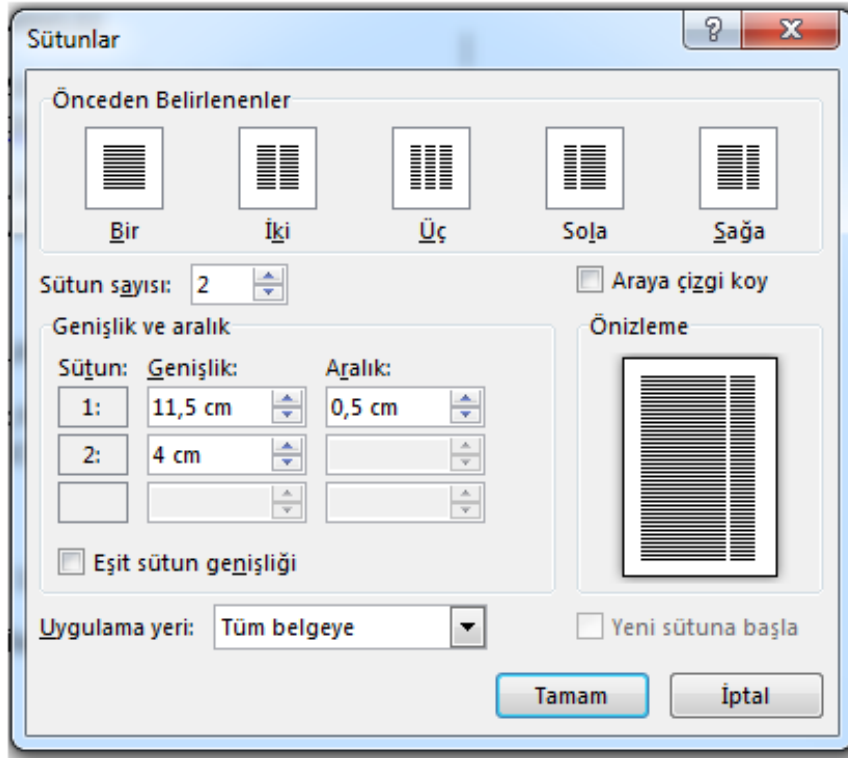 Sütunlar
Önceden Belirlenenler
Bir İki Üç Sola Sağa
Sütun sayısı: 2
Araya çizgi koy
Genişlik ve aralık
Önizleme
Sütun: Genişlik: Aralık:
1: 11,5 cm 0,5 cm
2: 4 cm
Eşit sütun genişliği
Uygulama yeri: Tüm belgeye
Yeni sütuna başla
Tamam İptal